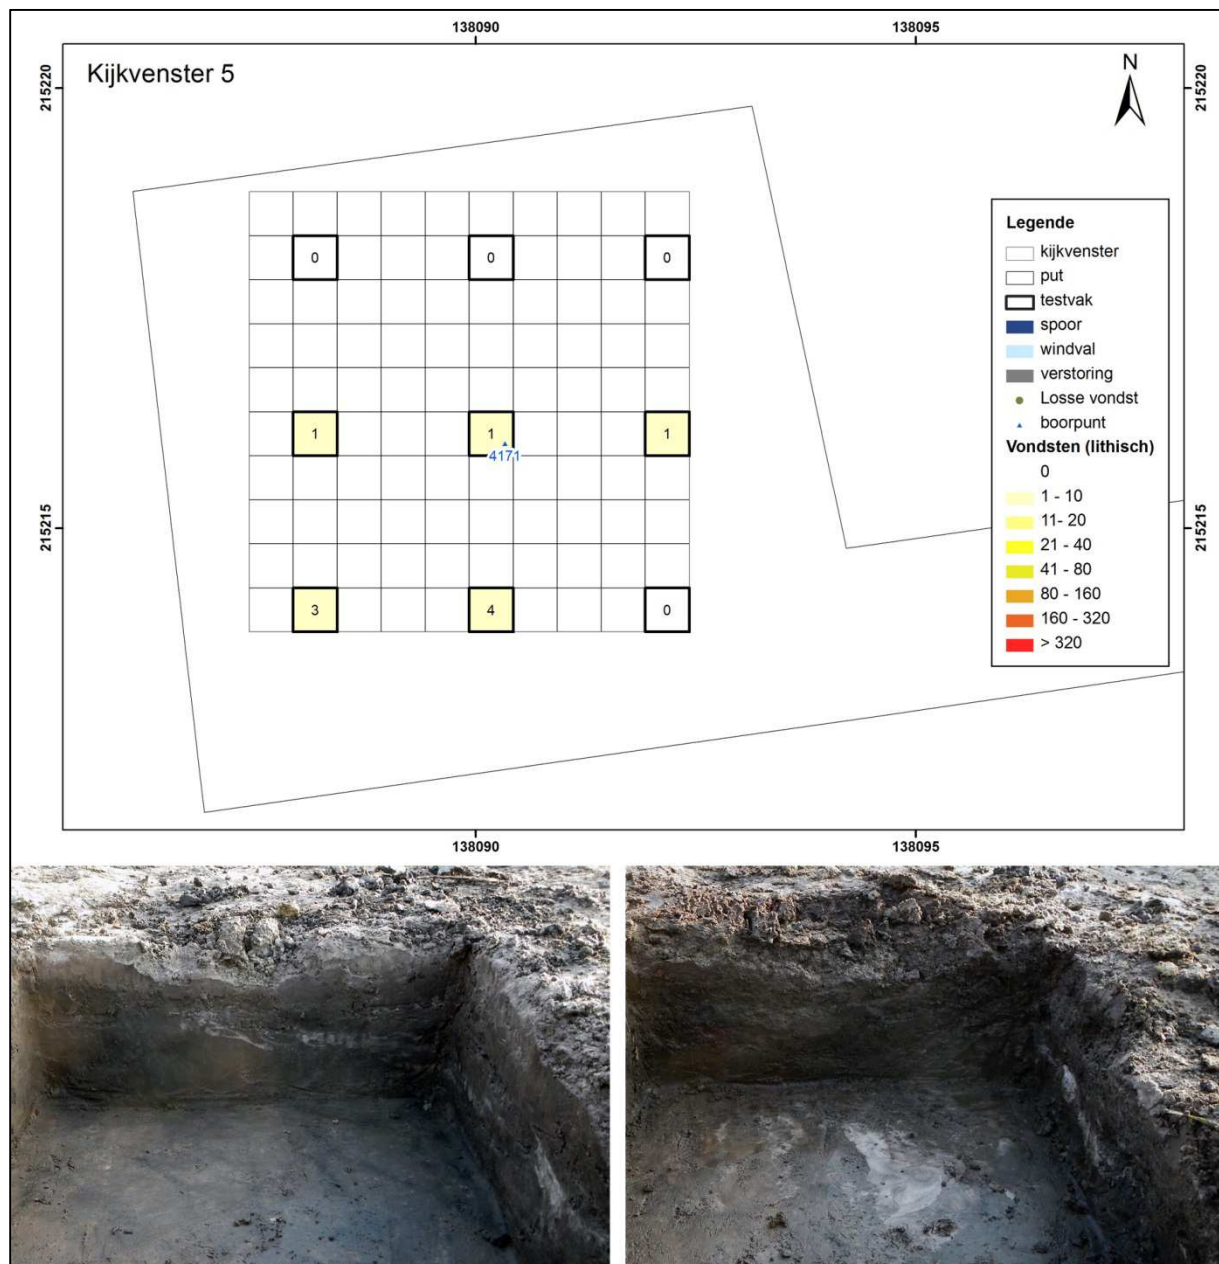 138090 138095
215220
Kijkvenster 5
N
215220
Legende
kijkvenster
put
testvak
spoor
windval
verstoring
Losse vondst
boorpunt
Vondsten (lithisch)
0
1 - 10
11- 20
21 - 40
41 - 80
80 - 160
160 - 320
> 320
0 0 0
1 1 1
4171
215215
215215
3 4 0
138090 138095